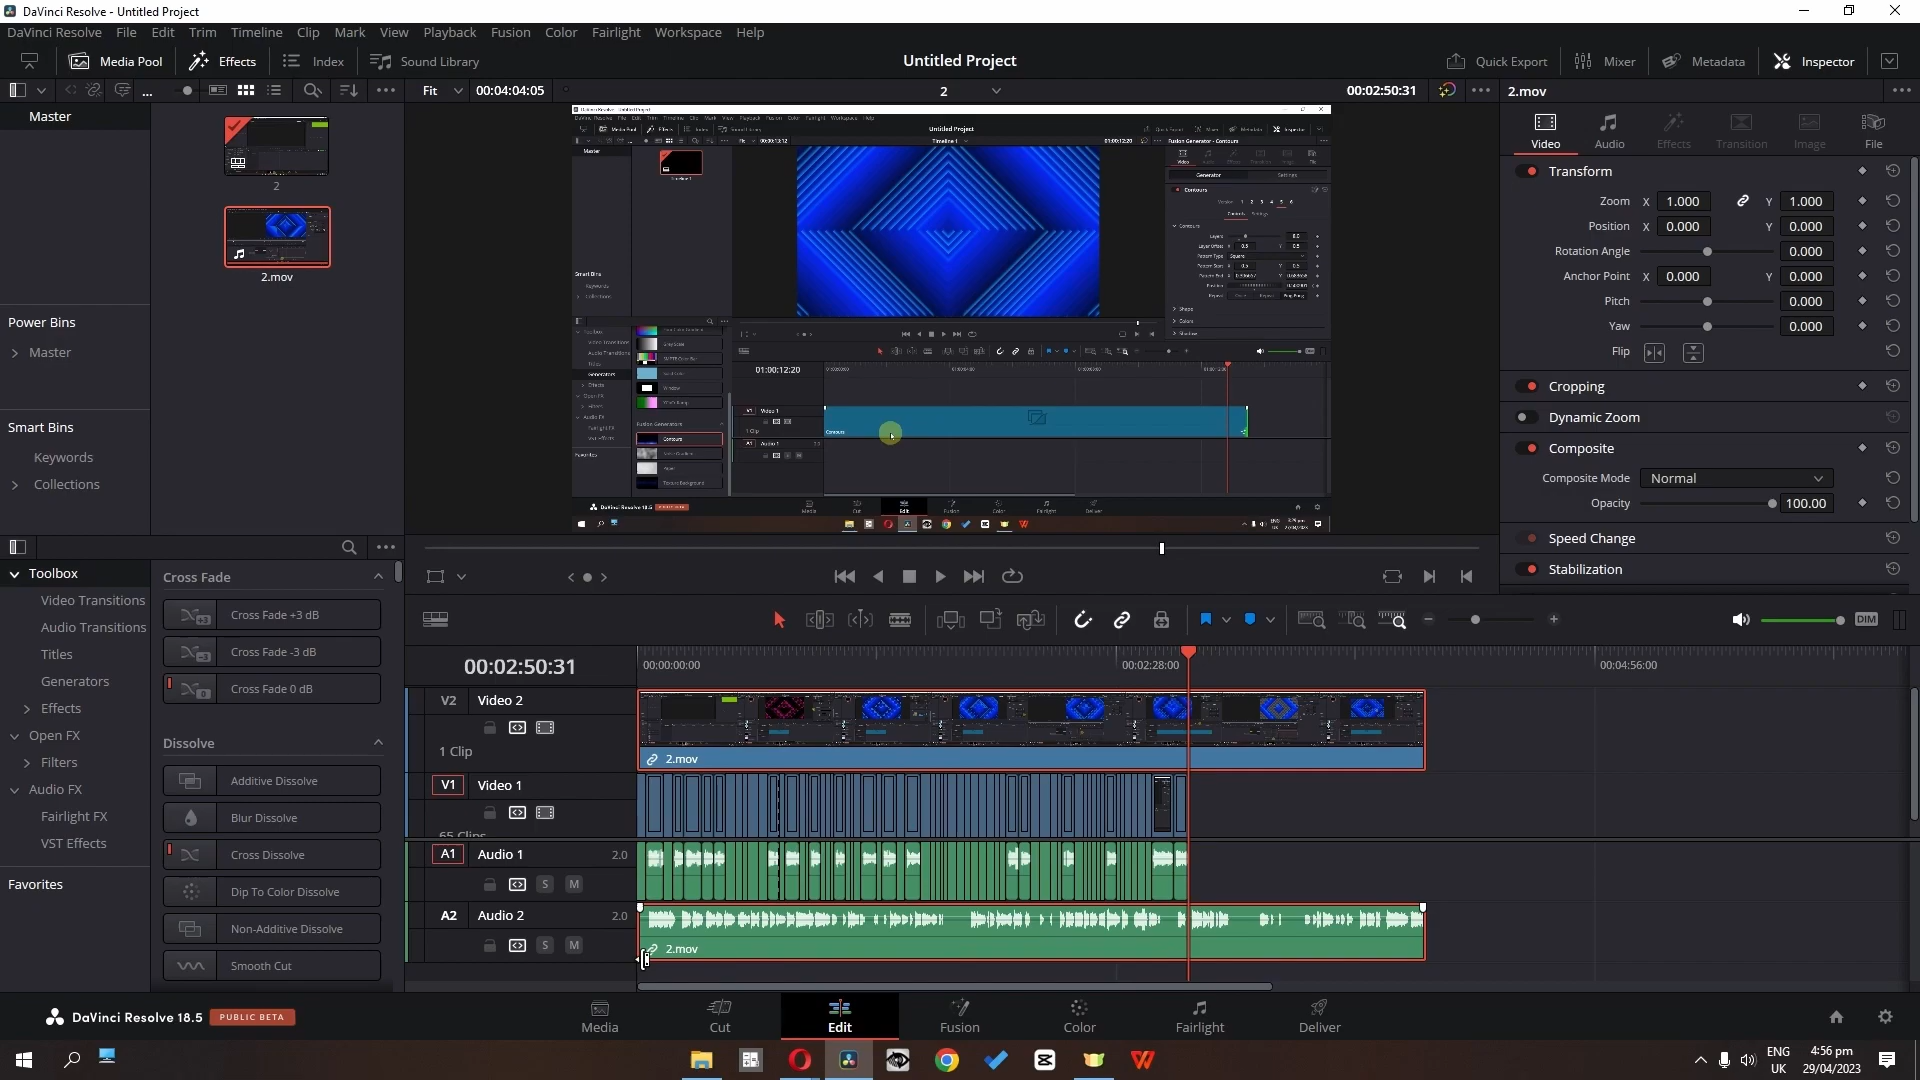 DaVinci Resolve - Untitled Project
DaVinci Resolve File Edit Trim Timeline Clip Mark View Playback Fusion Color Fairlight Workspace Help
Media Pool Effects Index Sound Library Untitled Project Quick Export Mixer Metadata Inspector
Fit 00:04:04:05 2 00:02:50:31 2.mov
Master
2
2.mov
Power Bins
Master
Smart Bins
Keywords
Collections
Untitled Project
Timeline 1
01:00:12:20
Contours
Video Audio Effects Transition Image File
Transform
Zoom X 1.000 Y 1.000
Position X 0.000 Y 0.000
Rotation Angle 0.000
Anchor Point X 0.000 Y 0.000
Pitch 0.000
Yaw 0.000
Flip
Cropping
Dynamic Zoom
Composite
Composite Mode Normal
Opacity 100.00
Speed Change
Stabilization
Toolbox
Video Transitions
Audio Transitions
Titles
Generators
Effects
Open FX
Filters
Audio FX
Fairlight FX
VST Effects
Favorites
Cross Fade
Cross Fade +3 dB
Cross Fade -3 dB
Cross Fade 0 dB
Dissolve
Additive Dissolve
Blur Dissolve
Cross Dissolve
Dip To Color Dissolve
Non-Additive Dissolve
Smooth Cut
DIM
00:02:50:31 00:00:00:00 00:02:28:00 00:04:56:00
V2 Video 2
1 Clip
2.mov
V1 Video 1
65 Clips
A1 Audio 1 2.0
S M
A2 Audio 2 2.0
S M
2.mov
DaVinci Resolve 18.5 PUBLIC BETA
Media Cut Edit Fusion Color Fairlight Deliver
ENG
UK
4:56 pm
29/04/2023